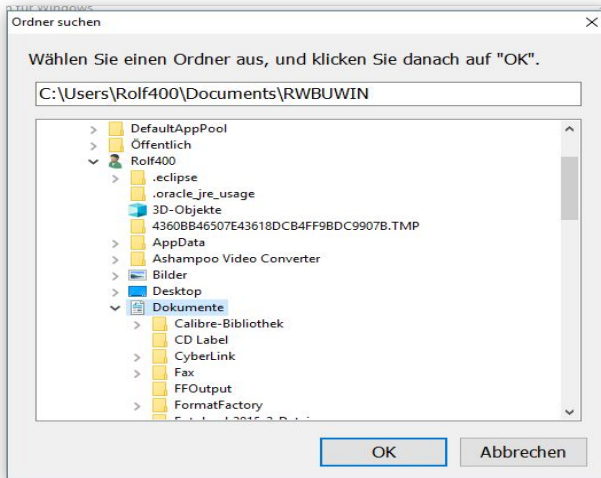 für Windows
Ordner suchen
Wählen Sie einen Ordner aus, und klicken Sie danach auf "OK".
C:\Users\Rolf400\Documents\RWBUWIN
DefaultAppPool
Öffentlich
Rolf400
.eclipse
.oracle_jre_usage
3D-Objekte
4360BB46507E43618DCB4FF9BDC9907B.TMP
AppData
Ashampoo Video Converter
Bilder
Desktop
Dokumente
Calibre-Bibliothek
CD Label
CyberLink
Fax
FFOutput
FormatFactory
OK Abbrechen